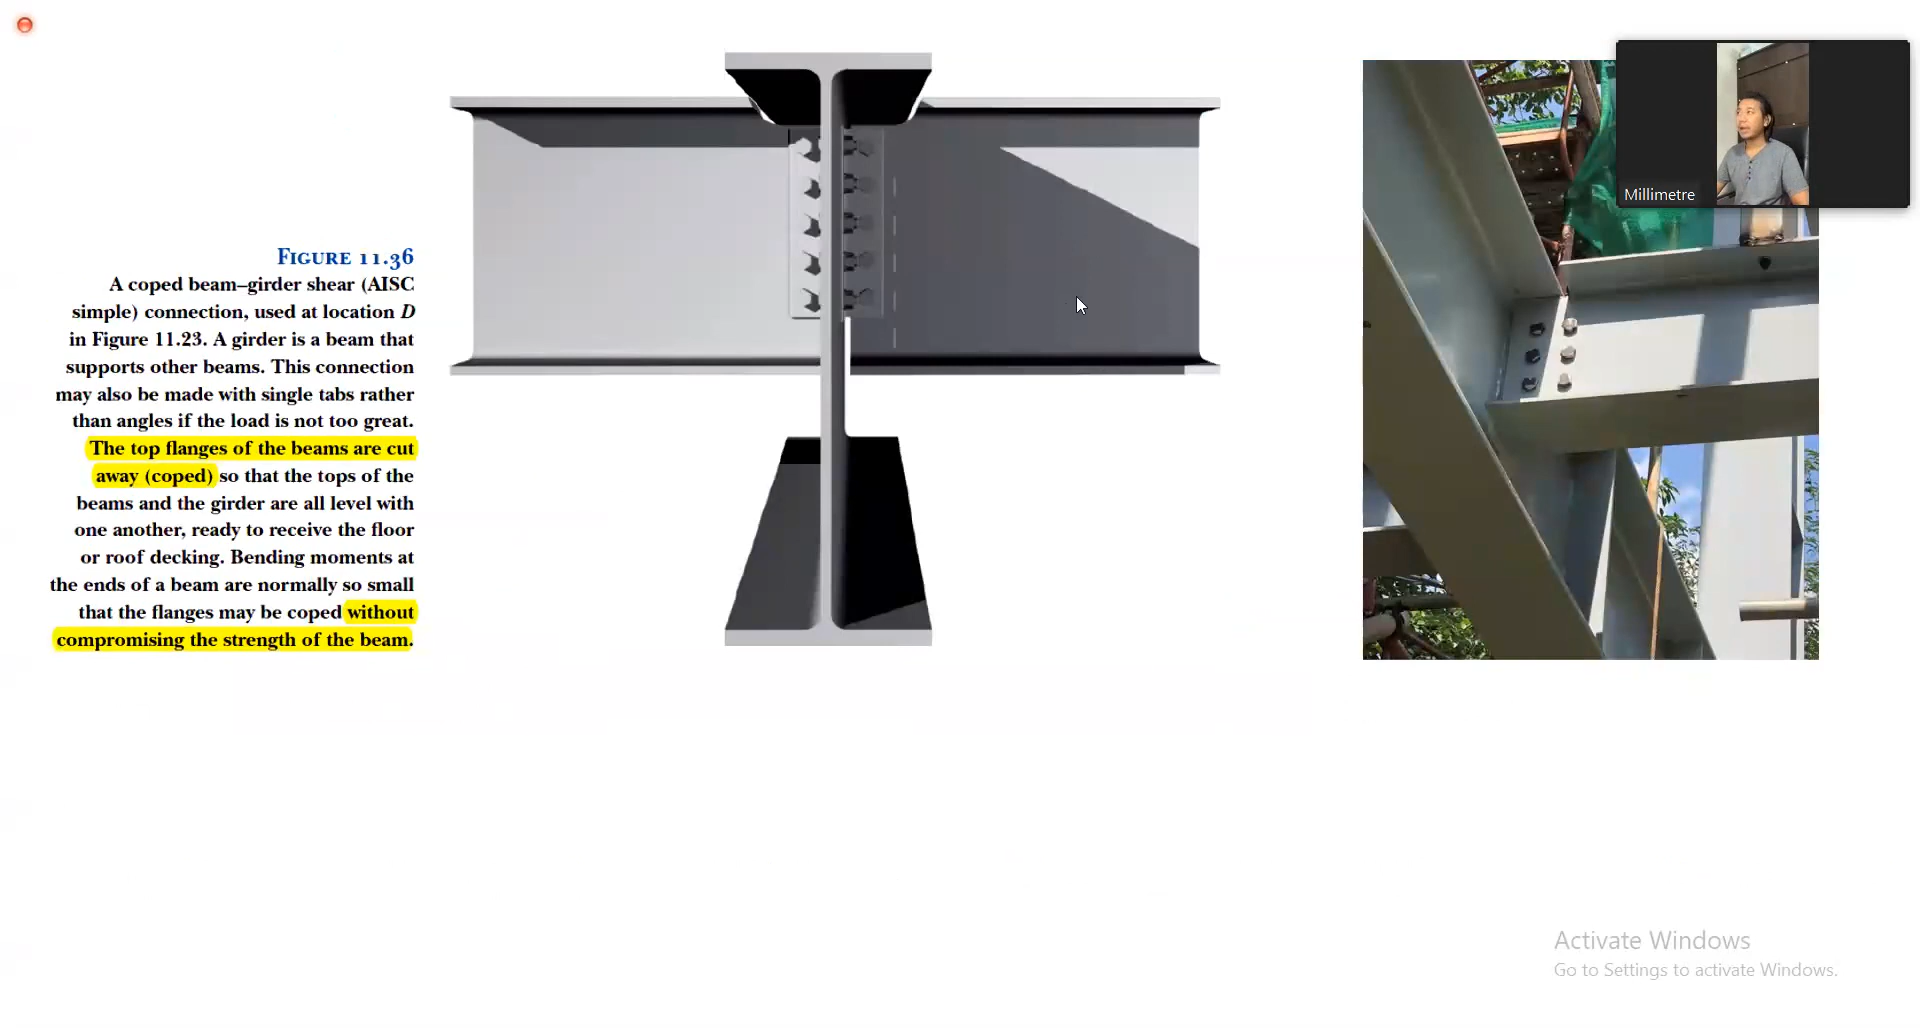 FIGURE 11.36
A coped beam–girder shear (AISC
simple) connection, used at location D
in Figure 11.23. A girder is a beam that
supports other beams. This connection
may also be made with single tabs rather
than angles if the load is not too great.
The top flanges of the beams are cut
away (coped) so that the tops of the
beams and the girder are all level with
one another, ready to receive the floor
or roof decking. Bending moments at
the ends of a beam are normally so small
that the flanges may be coped without
compromising the strength of the beam.
Millimetre
Activate Windows
Go to Settings to activate Windows.